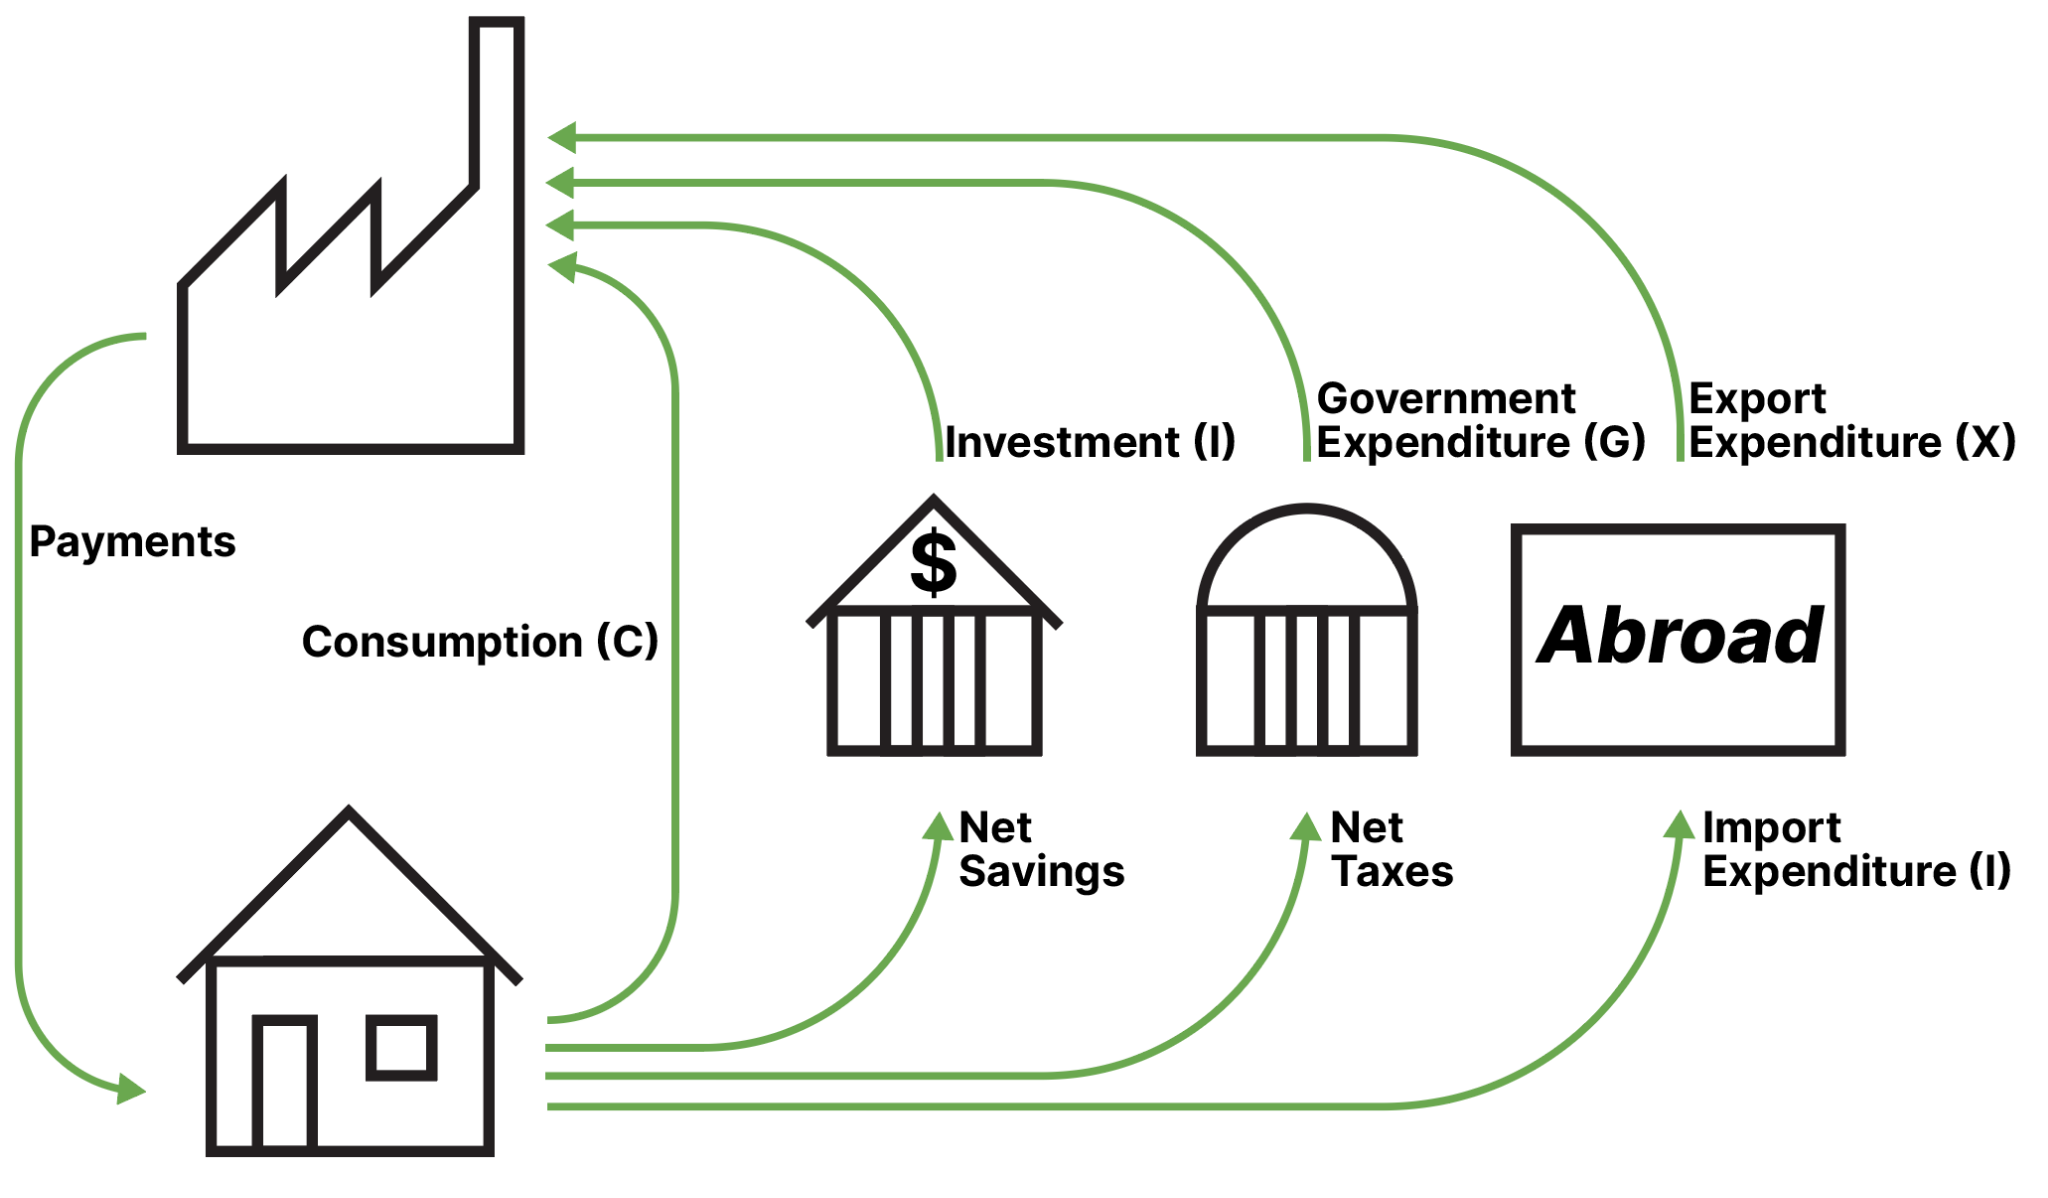 Government
Expenditure (G)
Export
Expenditure (X)
Investment (I)
Payments
$
Abroad
Consumption (C)
Net
Savings
Net
Taxes
Import
Expenditure (I)